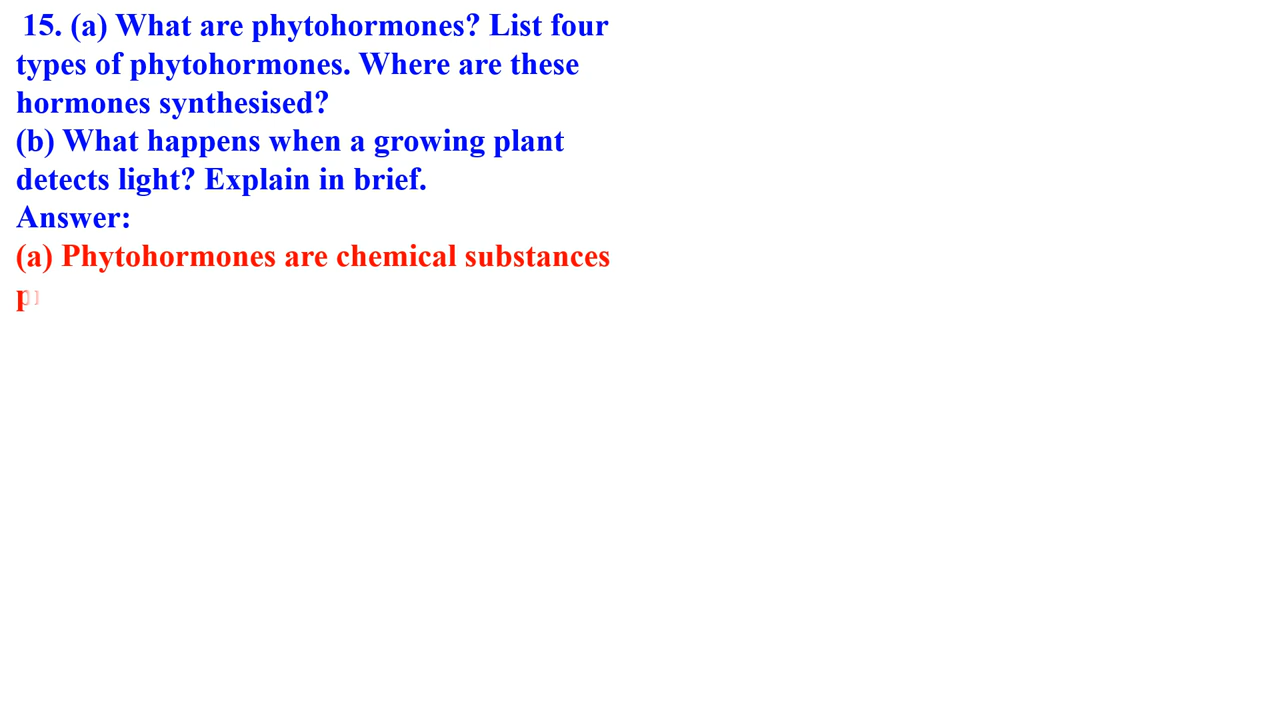 15. (a) What are phytohormones? List four
types of phytohormones. Where are these
hormones synthesised?
(b) What happens when a growing plant
detects light? Explain in brief.
Answer:
(a) Phytohormones are chemical substances
p